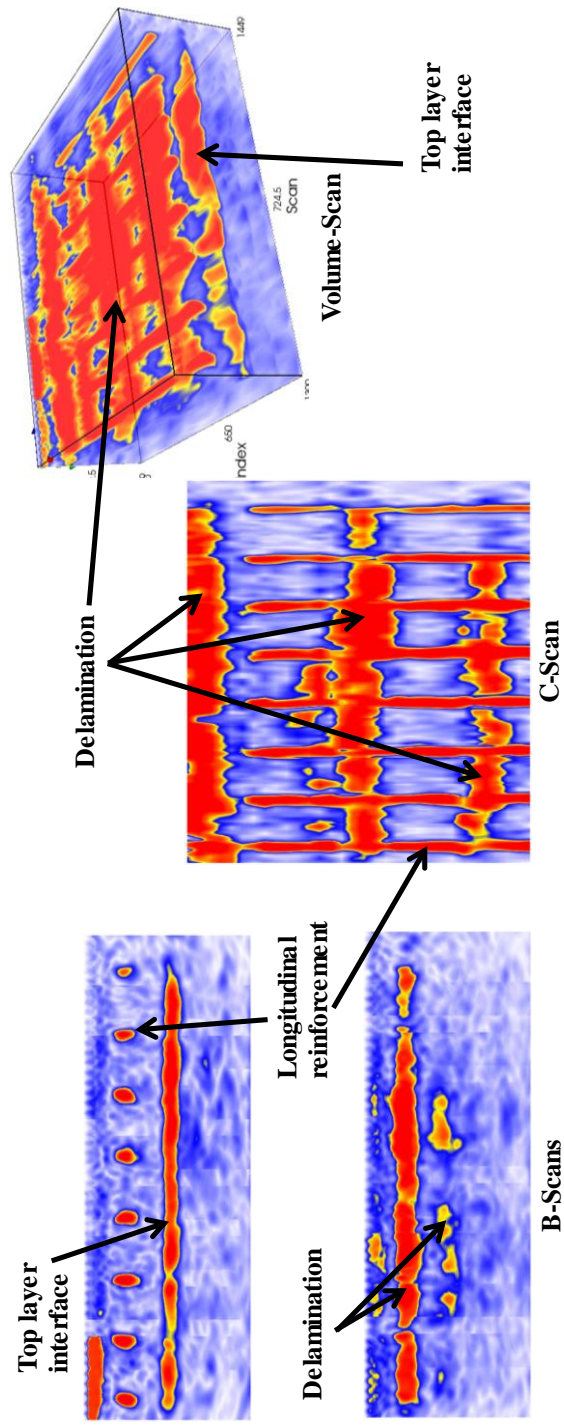 Top layer
interface
Longitudinal
reinforcement
Delamination
B-Scans
Delamination
C-Scan
650
ndex
724.5
Scan
1449
Volume-Scan
Top layer
interface